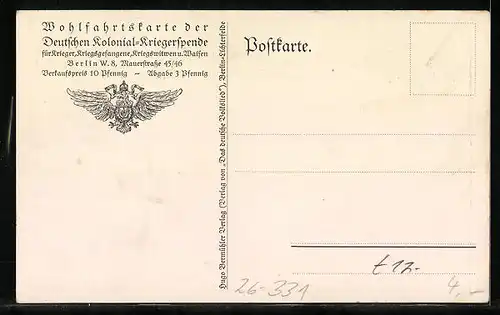 Wohlfahrtskarte der
Deutschen Kolonial-Kriegerspende
für Krieger, Kriegsgefangene, Kriegswitwen u. Waisen
Berlin W. 8, Mauerstraße 45/46
Verkaufspreis 10 Pfennig — Abgabe 3 Pfennig
Hugo Vermühler Verlag (Verlag von „Das deutsche Volkslied"), Berlin-Lichterfelde
Postkarte.
26-331
4,-